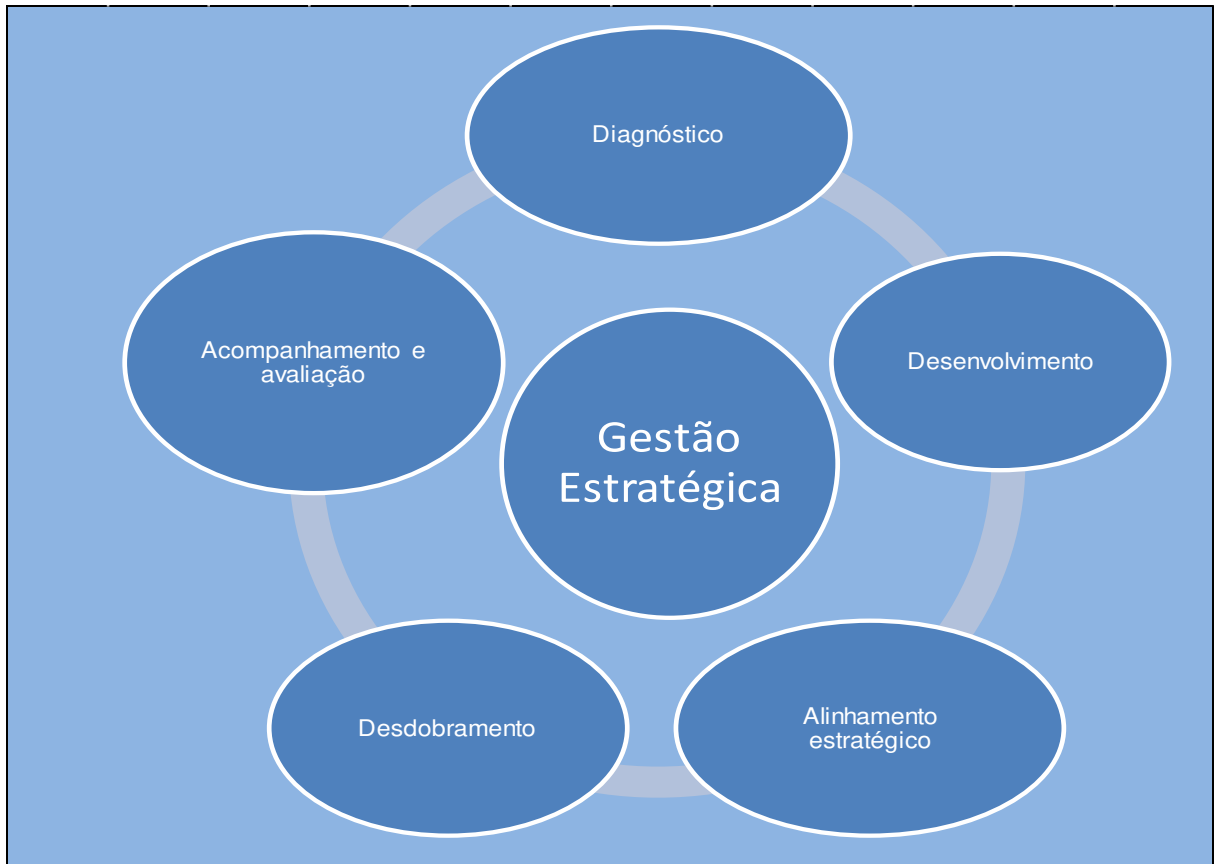 Diagnóstico
Desenvolvimento
Alinhamento
estratégico
Desdobramento
Acompanhamento e
avaliação
Gestão
Estratégica